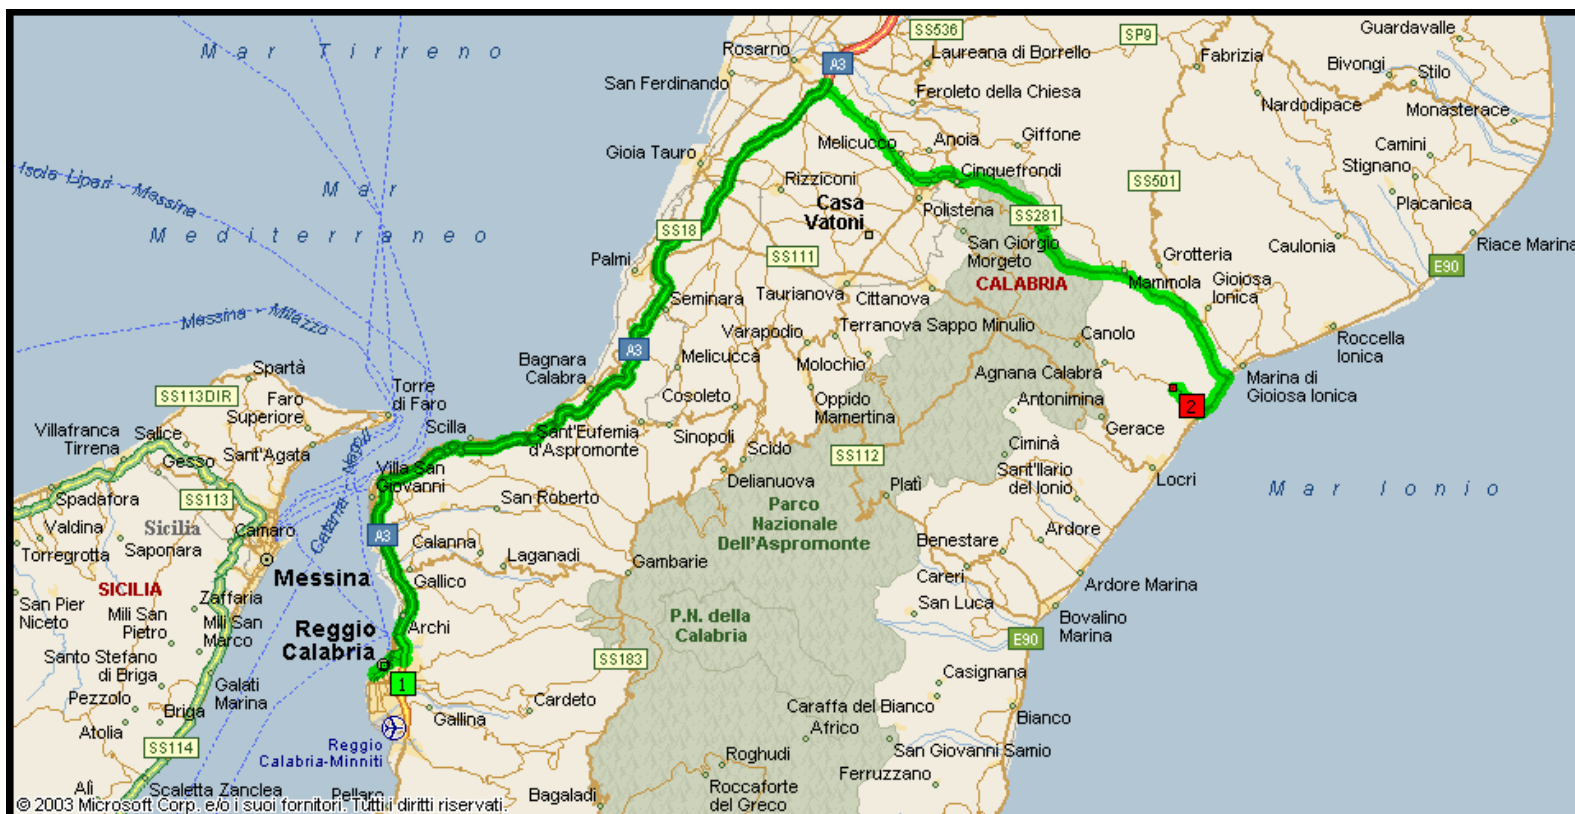 Mar Tirreno
Rosarno
A3
SS536
Laureana di Borrello
SP9
Fabrizia
Guardavalle
Bivongi
Stilo
San Ferdinando
Feroleto della Chiesa
Nardodipace
Monasterace
Gioia Tauro
Melicucco
Anoia
Giffone
Camini
Stignano
Isole Lipari - Messina
Mar
Mediterraneo
Rizziconi
Cinquefrondi
SS501
Placanica
Casa
Vatoni
Polistena
SS281
SS18
San Giorgio
Morgeto
Grotteria
Caulonia
Riace Marina
E90
Palmi
SS111
CALABRIA
Mammola
Gioiosa
Ionica
Seminara
Taurianova
Cittanova
Messina - Milazzo
Varapodio
Terranova Sappo Minulio
Canolo
Roccella
Ionica
A3
Melicuccà
Molochio
Bagnara
Calabra
Agnana Calabra
Marina di
Gioiosa Ionica
Spartà
SS113DIR
Torre
di Faro
Faro
Superiore
Cosoleto
Oppido
Mamertina
Antonimina
2
Villafranca
Tirrena
Salice
Scilla
Sant'Eufemia
d'Aspromonte
Sinopoli
Gerace
Gesso
Sant'Agata
Catania - Napoli
Villa San
Giovanni
Scido
SS112
Ciminà
Sant'Ilario
del Ionio
Locri
Mar Ionio
Spadafora
SS113
San Roberto
Delianuova
Platì
Valdina
Sicilia
Camaro
A3
Parco
Nazionale
Dell'Aspromonte
Ardore
Torregrotta
Saponara
Calanna
Laganadi
Gambarie
Benestare
Messina
Gallico
Careri
Ardore Marina
SICILIA
San Pier
Niceto
Zaffaria
Mili San
Pietro
Mili San
Marco
Reggio
Calabria
Archi
P.N. della
Calabria
San Luca
Bovalino
Marina
E90
Santo Stefano
di Briga
SS183
Casignana
Pezzolo
Galati
Marina
1
Cardeto
Caraffa del Bianco
Bianco
Briga
Atolia
Gallina
Africo
SS114
Reggio
Calabria-Minniti
Roghudi
San Giovanni Samio
Alì
Scaletta Zanclea
Pellaro
Bagaladi
Roccaforte
del Greco
Ferruzzano
© 2003 Microsoft Corp. e/o i suoi fornitori. Tutti i diritti riservati.